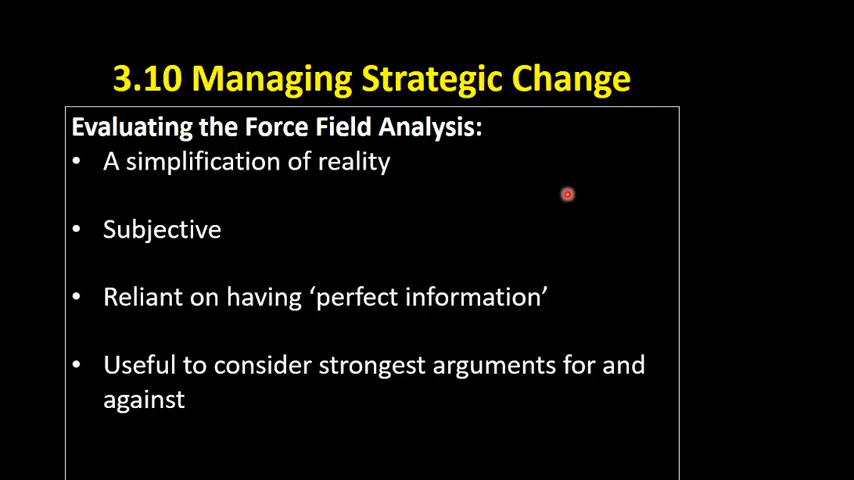 3.10 Managing Strategic Change
Evaluating the Force Field Analysis:
• A simplification of reality
• Subjective
• Reliant on having ‘perfect information’
• Useful to consider strongest arguments for and
against